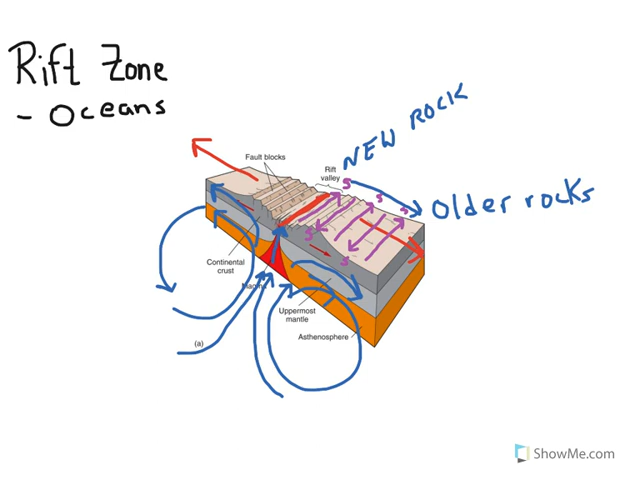 Rift Zone
- Oceans
NEW ROCK
Fault blocks
Rift
valley
S
S
S
S
S
S
Older rocks
Continental
crust
Magma
Uppermost
mantle
(a)
Asthenosphere
ShowMe.com